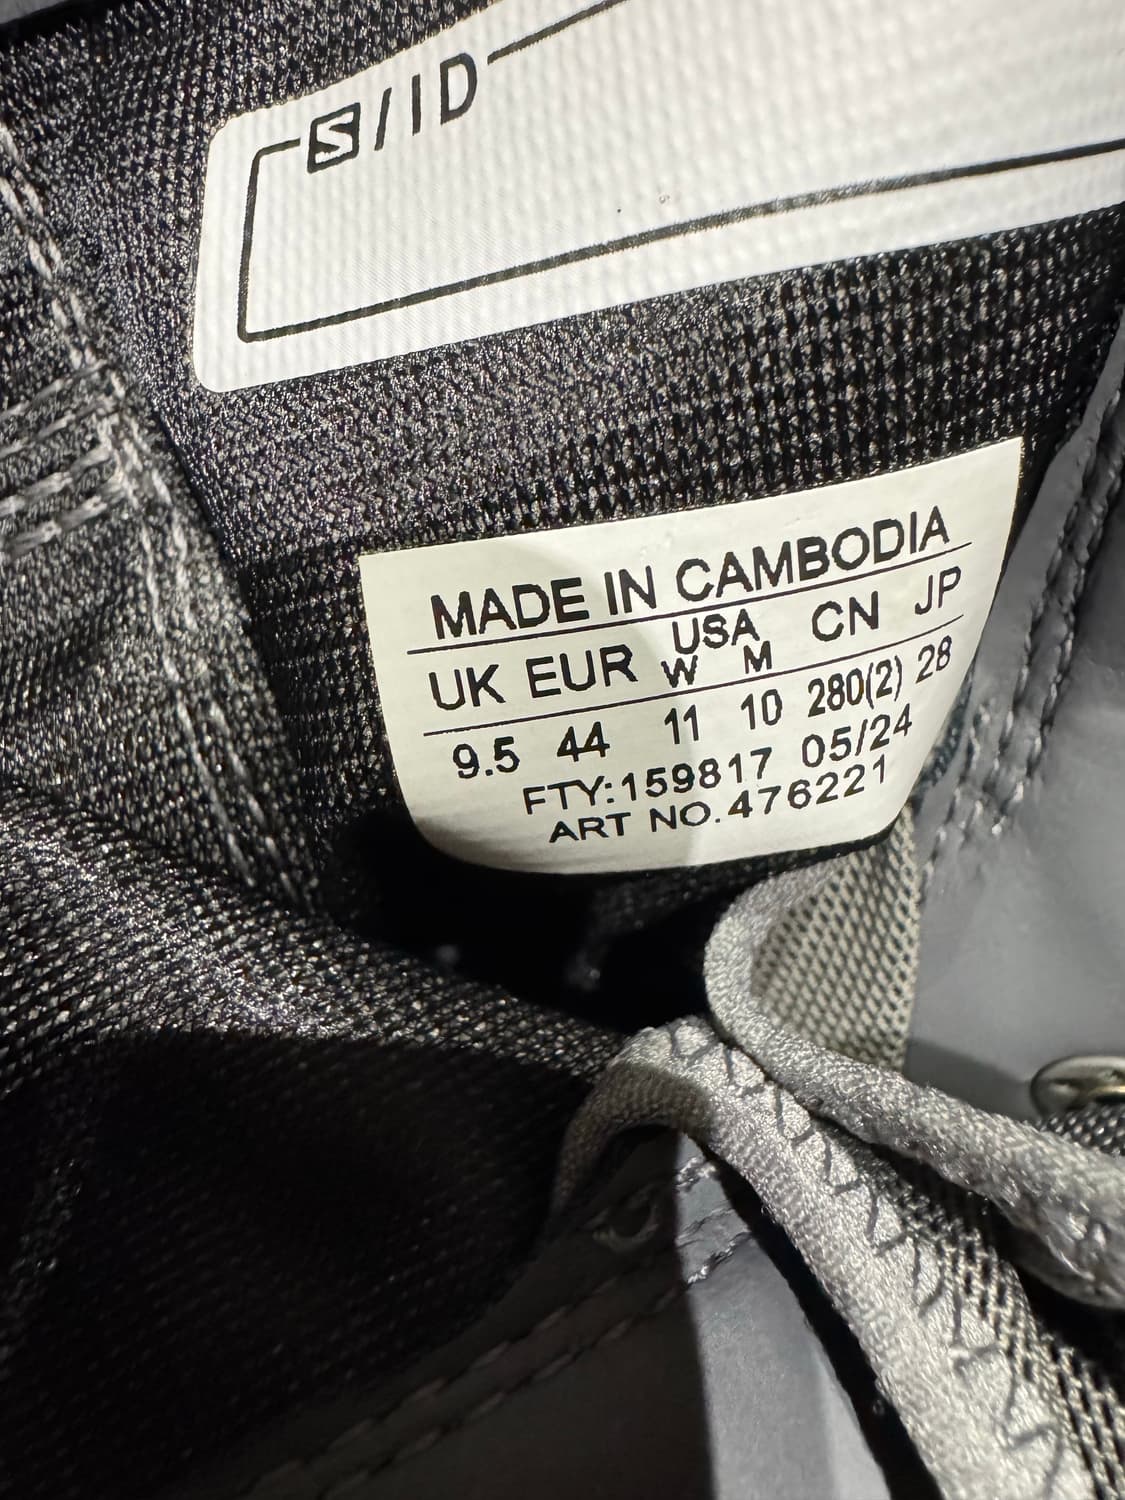 S/ID
MADE IN CAMBODIA
UK EUR USA CN JP
W M
9.5 44 11 10 280(2) 28
FTY:159817 05/24
ART NO.476221